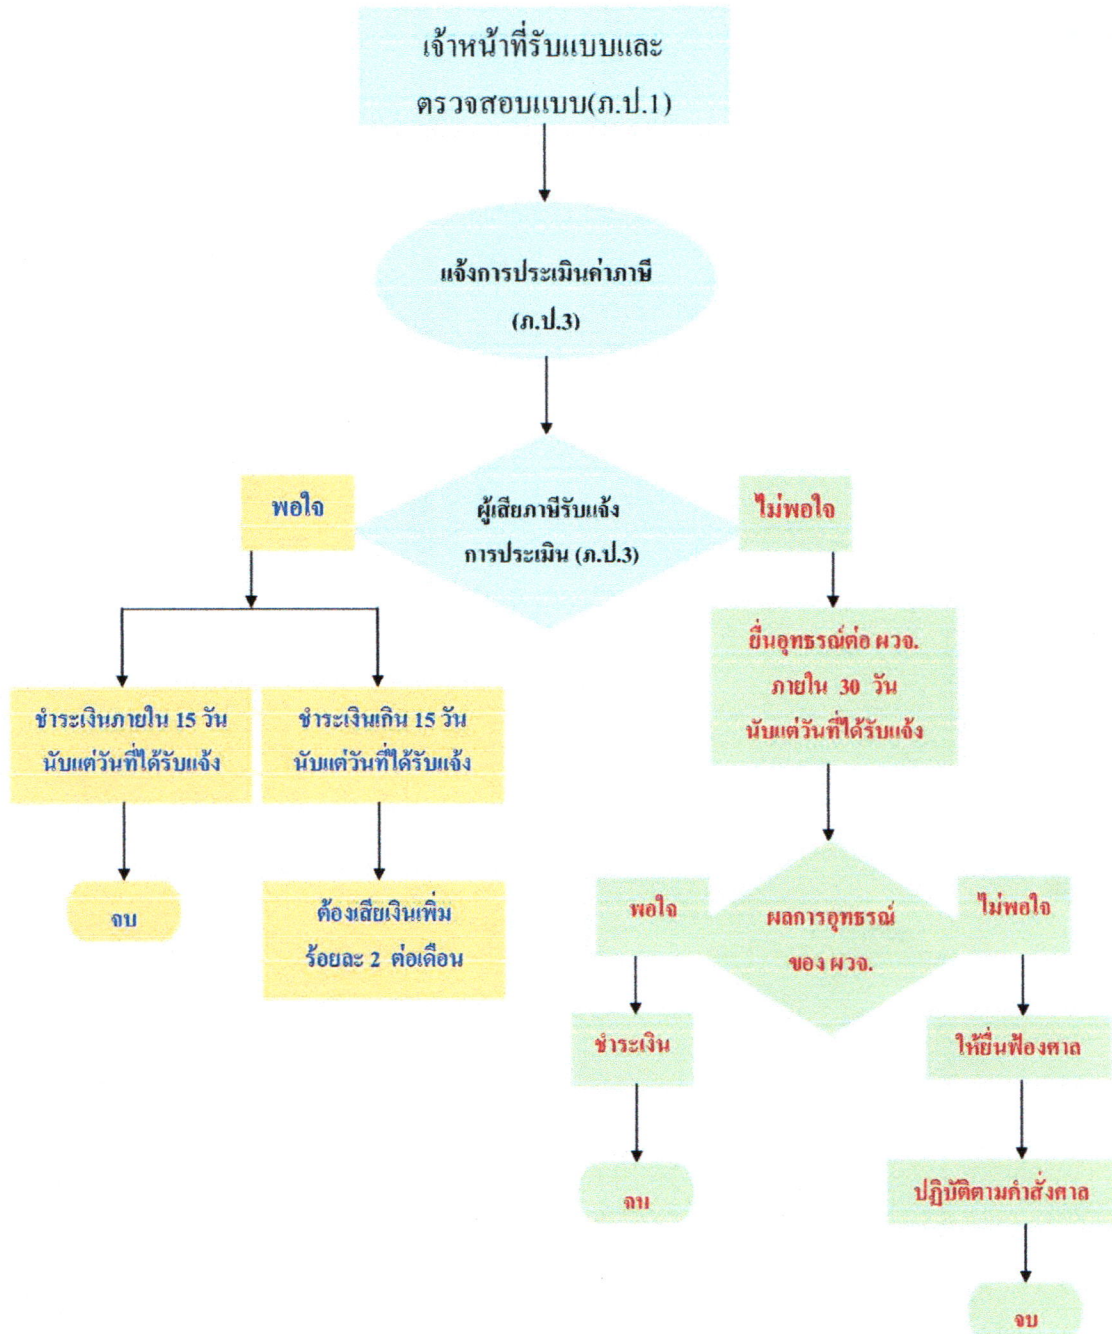 เจ้าหน้าที่รับแบบและ
ตรวจสอบแบบ(ภ.ป.1)
แจ้งการประเมินค่าภาษี
(ภ.ป.3)
ผู้เสียภาษีรับแจ้ง
การประเมิน (ภ.ป.3)
พอใจ
ไม่พอใจ
ชำระเงินภายใน 15 วัน
นับแต่วันที่ได้รับแจ้ง
ชำระเงินเกิน 15 วัน
นับแต่วันที่ได้รับแจ้ง
จบ
ต้องเสียเงินเพิ่ม
ร้อยละ 2 ต่อเดือน
ยื่นอุทธรณ์ต่อ ผวจ.
ภายใน 30 วัน
นับแต่วันที่ได้รับแจ้ง
ผลการอุทธรณ์
ของ ผวจ.
พอใจ
ไม่พอใจ
ชำระเงิน
จบ
ให้ยื่นฟ้องศาล
ปฏิบัติตามคำสั่งศาล
จบ